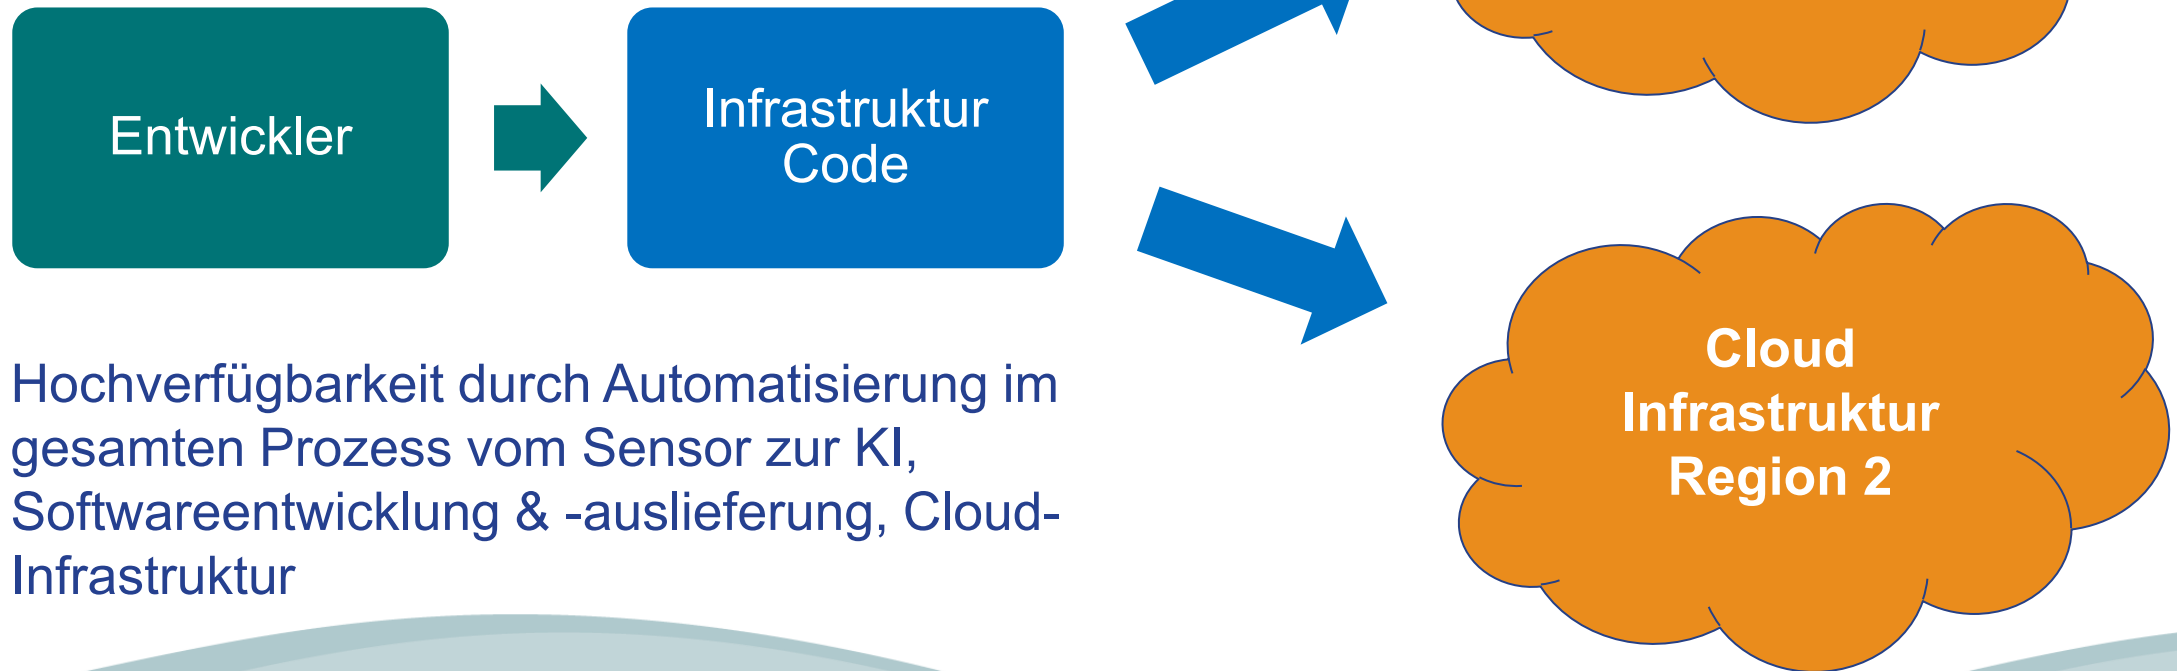 Entwickler
Infrastruktur
Code
Hochverfügbarkeit durch Automatisierung im
gesamten Prozess vom Sensor zur KI,
Softwareentwicklung & -auslieferung, Cloud-
Infrastruktur
Cloud
Infrastruktur
Region 2